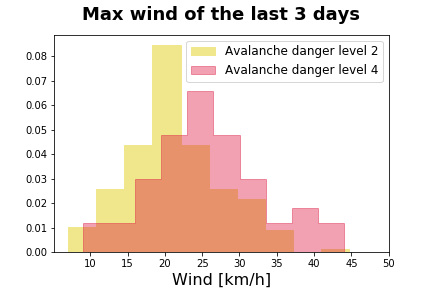 Max wind of the last 3 days
Avalanche danger level 2
Avalanche danger level 4
0.08
0.07
0.06
0.05
0.04
0.03
0.02
0.01
0.00
10 15 20 25 30 35 40 45 50
Wind [km/h]